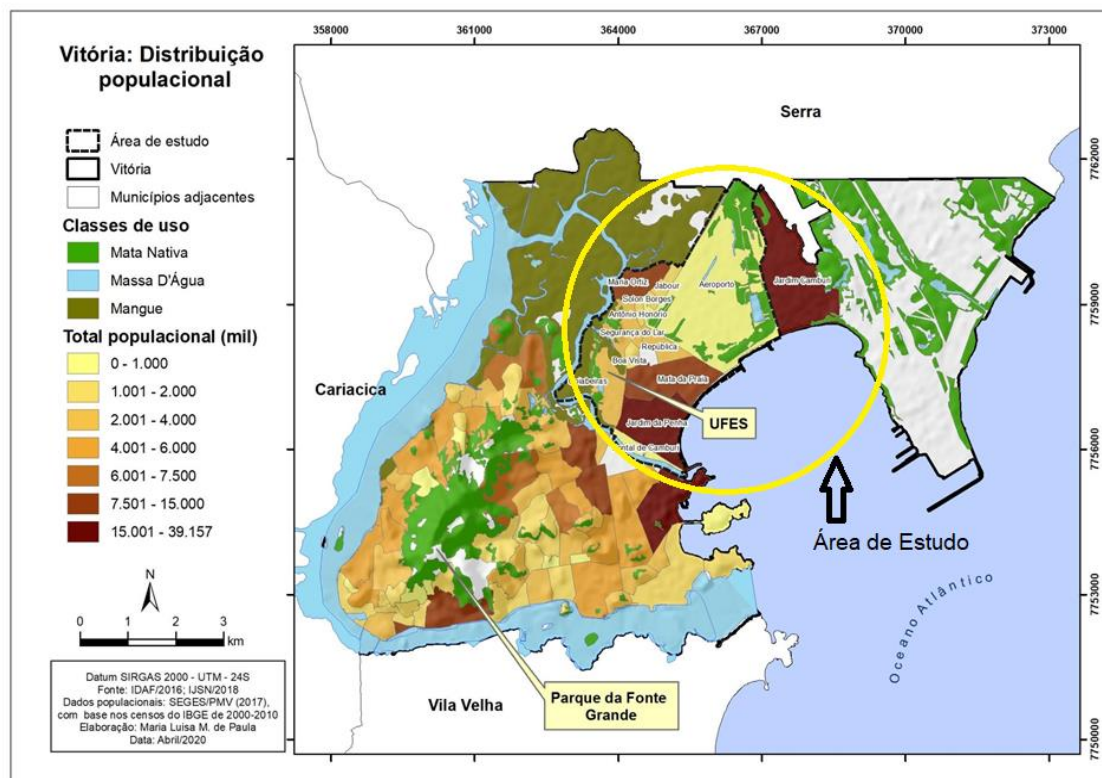 Vitória: Distribuição
populacional
Área de estudo
Vitória
Municípios adjacentes
Classes de uso
Mata Nativa
Massa D'Água
Mangue
Total populacional (mil)
0 - 1.000
1.001 - 2.000
2.001 - 4.000
4.001 - 6.000
6.001 - 7.500
7.501 - 15.000
15.001 - 39.157
N
0 1 2 3
km
Datum SIRGAS 2000 - UTM - 24S
Fonte: IDAF/2016; IJSN/2018
Dados populacionais: SEGES/PMV (2017),
com base nos censos do IBGE de 2000-2010
Elaboração: Maria Luisa M. de Paula
Data: Abril/2020
358000 361000 364000 367000 370000 373000
Serra
7762000
Maria Ortiz
Jabour
Solon Borges
Aeroporto
Jardim Camburi
7759000
Antônio Honório
Segurança do Lar
República
Boa Vista
Mata da Praia
Cariacica
UFES
Jardim da Penha
7756000
Pontal de Camburi
Área de Estudo
Oceano Atlântico
7753000
Parque da Fonte
Grande
Vila Velha
7750000